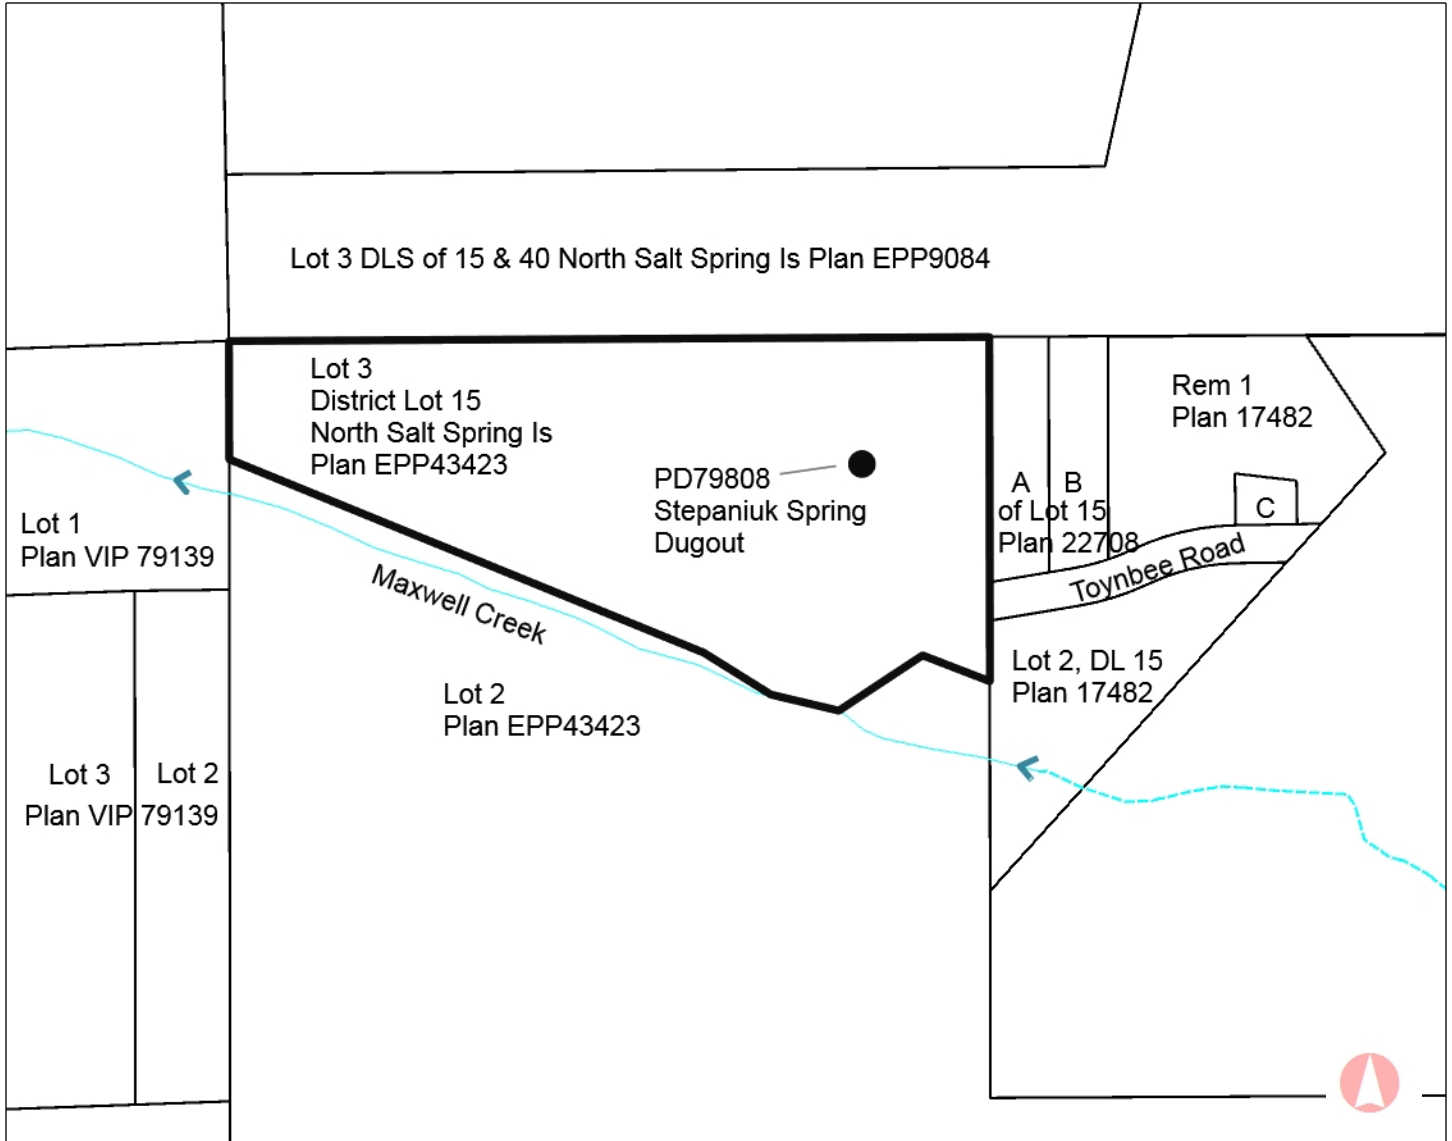 Lot 3 DLS of 15 & 40 North Salt Spring Is Plan EPP9084
Lot 3
District Lot 15
North Salt Spring Is
Plan EPP43423
Rem 1
Plan 17482
PD79808
Stepaniuk Spring
Dugout
A B
of Lot 15
Plan 22708
C
Toynbee Road
Lot 1
Plan VIP 79139
Maxwell Creek
Lot 2, DL 15
Plan 17482
Lot 2
Plan EPP43423
Lot 3 Lot 2
Plan VIP 79139